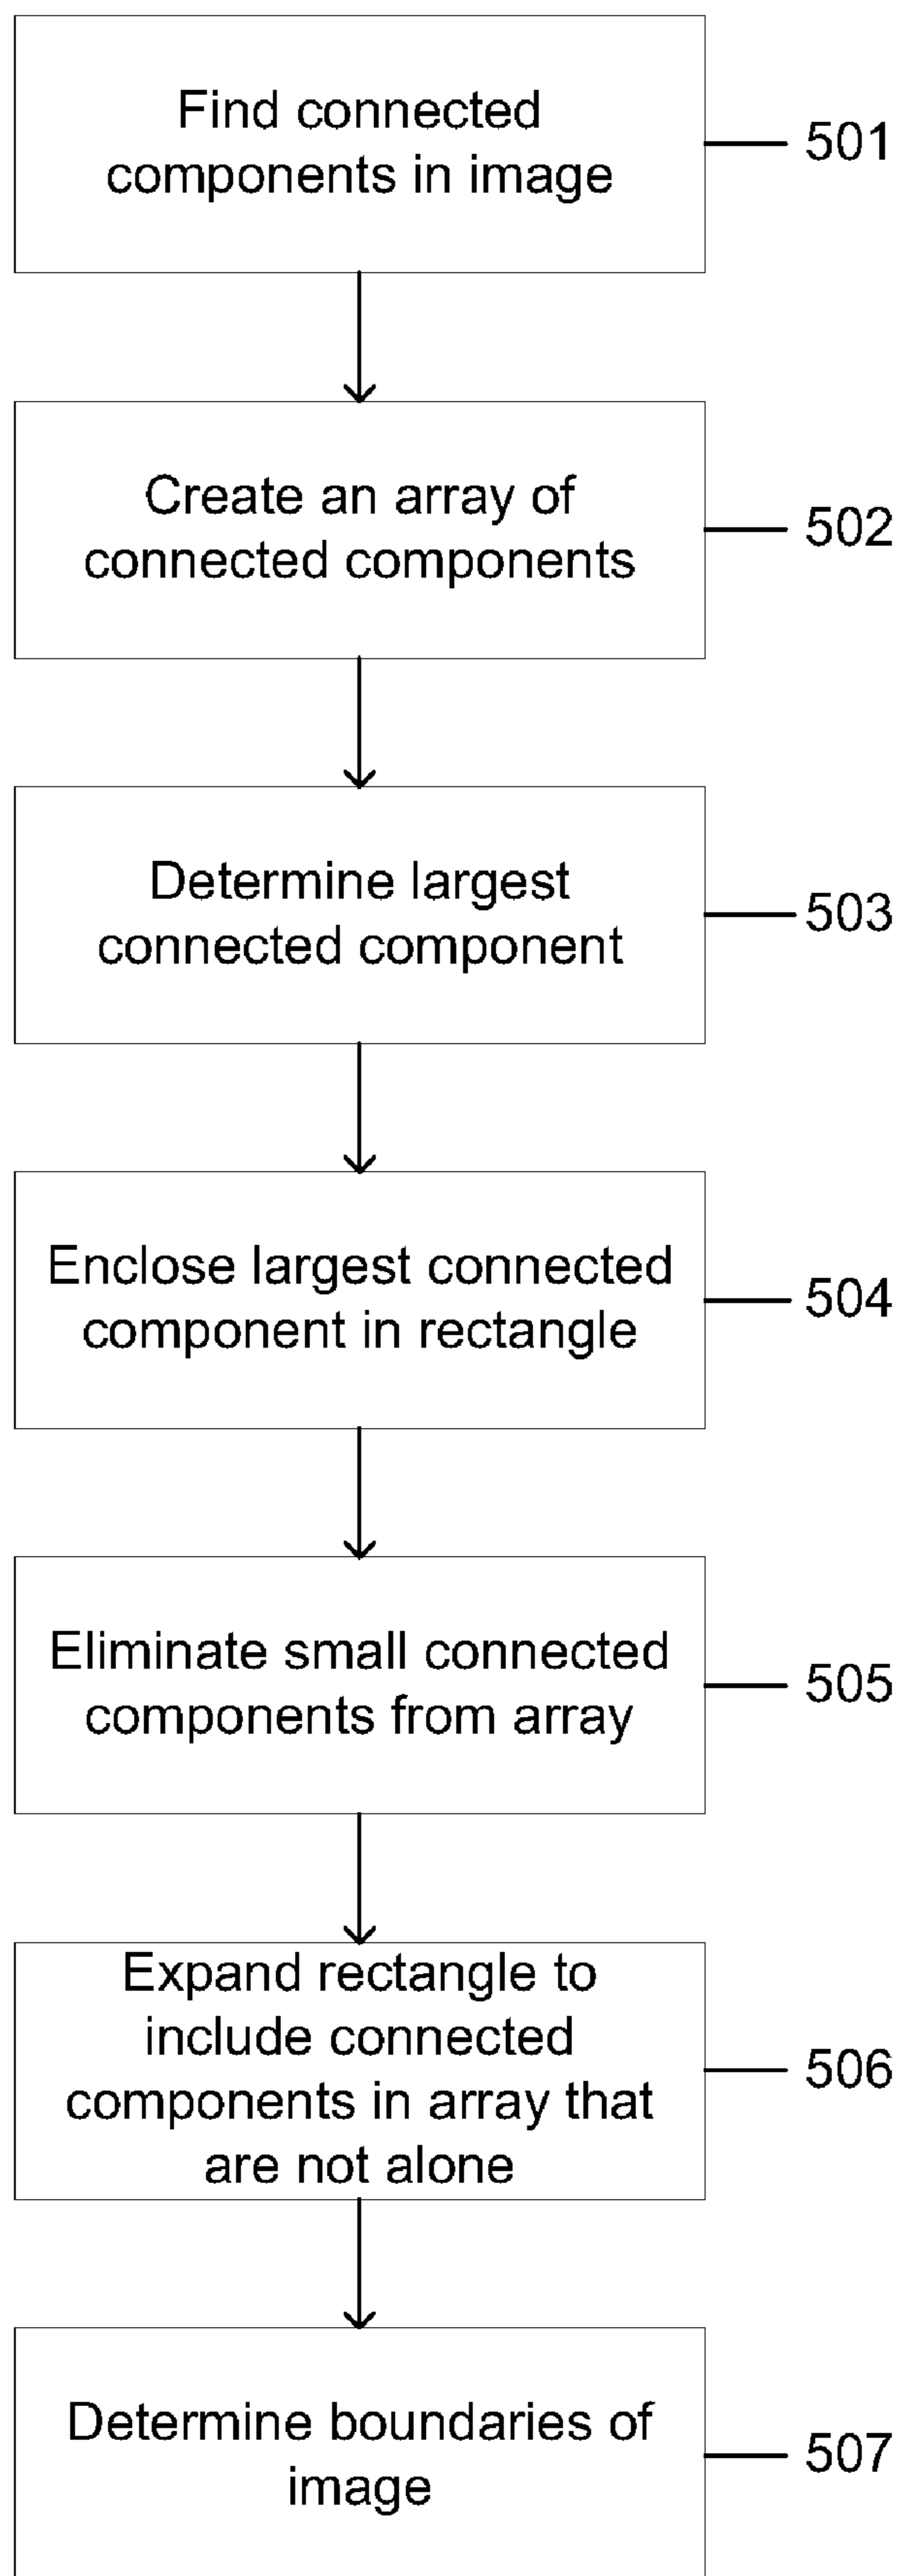 Find connected
components in image
501
Create an array of
connected components
502
Determine largest
connected component
503
Enclose largest connected
component in rectangle
504
Eliminate small connected
components from array
505
Expand rectangle to
include connected
components in array that
are not alone
506
Determine boundaries of
image
507